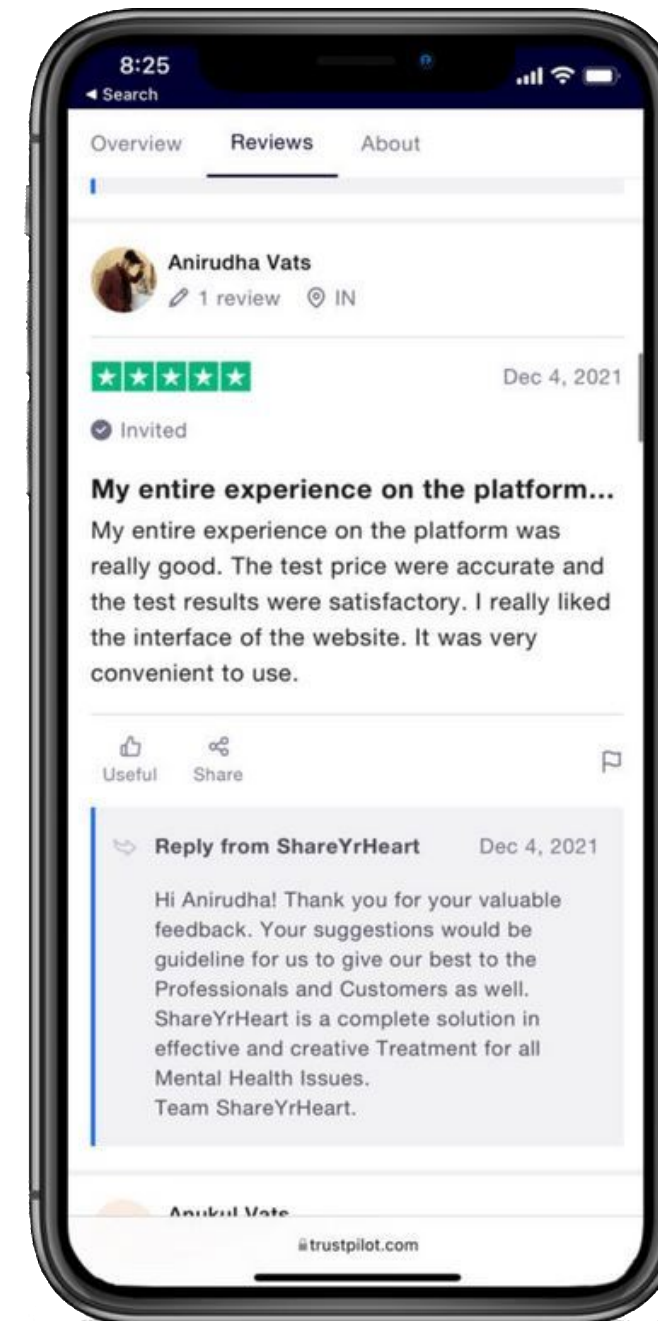 8:25
◄ Search
Overview Reviews About
Anirudha Vats
1 review IN
Dec 4, 2021
Invited
My entire experience on the platform...
My entire experience on the platform was
really good. The test price were accurate and
the test results were satisfactory. I really liked
the interface of the website. It was very
convenient to use.
Useful Share
Reply from ShareYrHeart Dec 4, 2021
Hi Anirudha! Thank you for your valuable
feedback. Your suggestions would be
guideline for us to give our best to the
Professionals and Customers as well.
ShareYrHeart is a complete solution in
effective and creative Treatment for all
Mental Health Issues.
Team ShareYrHeart.
Anukul Vats
trustpilot.com